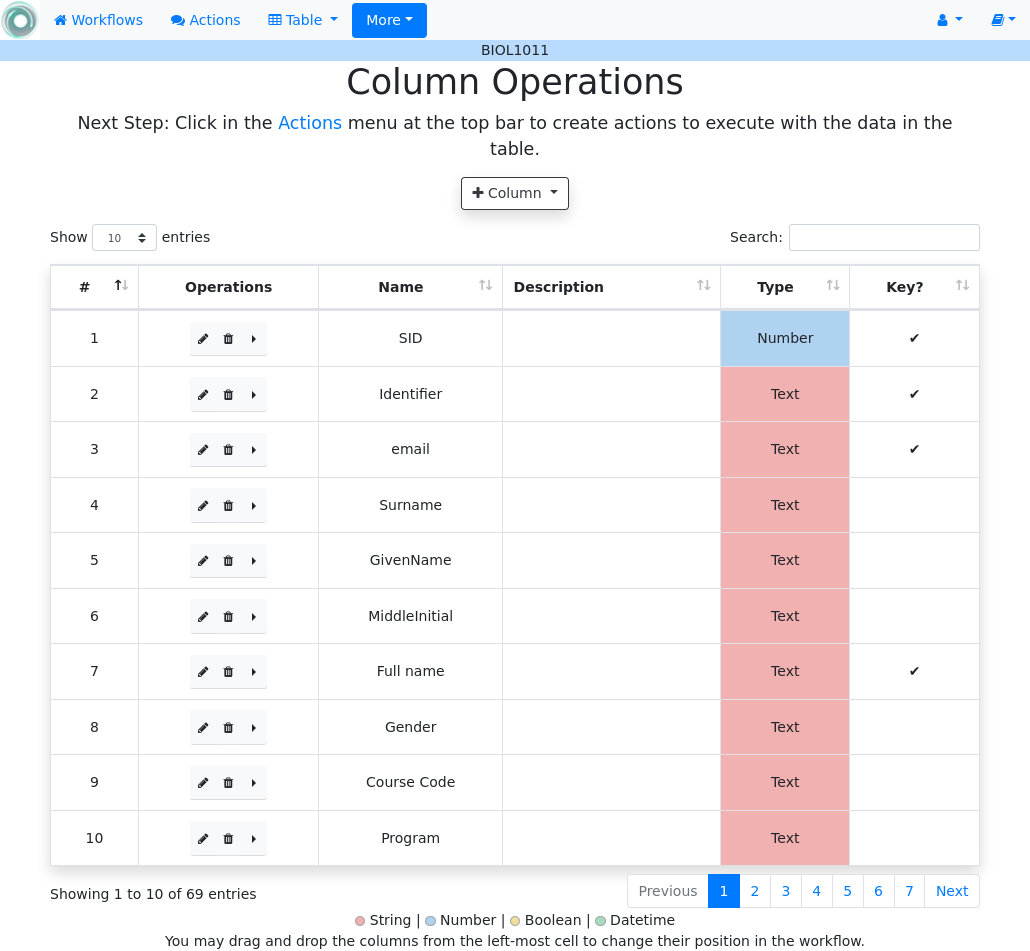 Workflows Actions Table More
BIOL1011
Column Operations
Next Step: Click in the Actions menu at the top bar to create actions to execute with the data in the
table.
Column
Show 10 entries Search:
# Operations Name Description Type Key?
1 SID Number ✔
2 Identifier Text ✔
3 email Text ✔
4 Surname Text
5 GivenName Text
6 MiddleInitial Text
7 Full name Text ✔
8 Gender Text
9 Course Code Text
10 Program Text
Showing 1 to 10 of 69 entries Previous 1 2 3 4 5 6 7 Next
String | Number | Boolean | Datetime
You may drag and drop the columns from the left-most cell to change their position in the workflow.